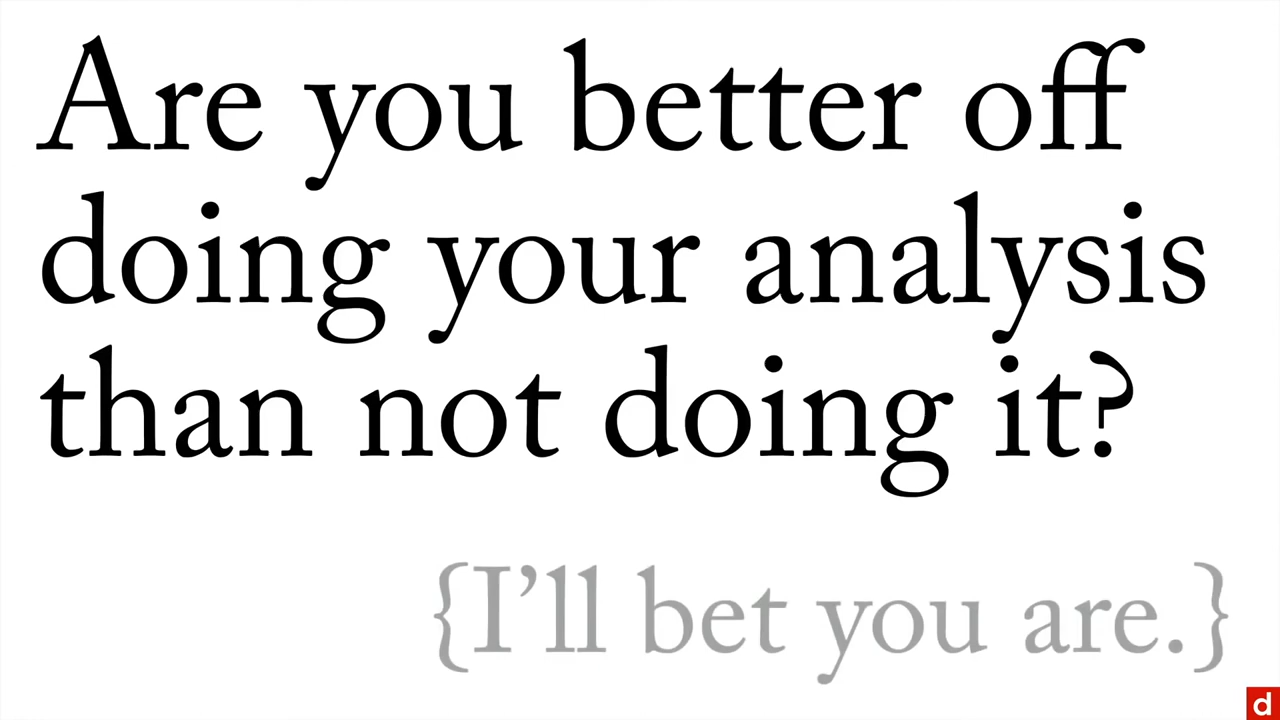 Are you better off
doing your analysis
than not doing it?
{I’ll bet you are.}
d